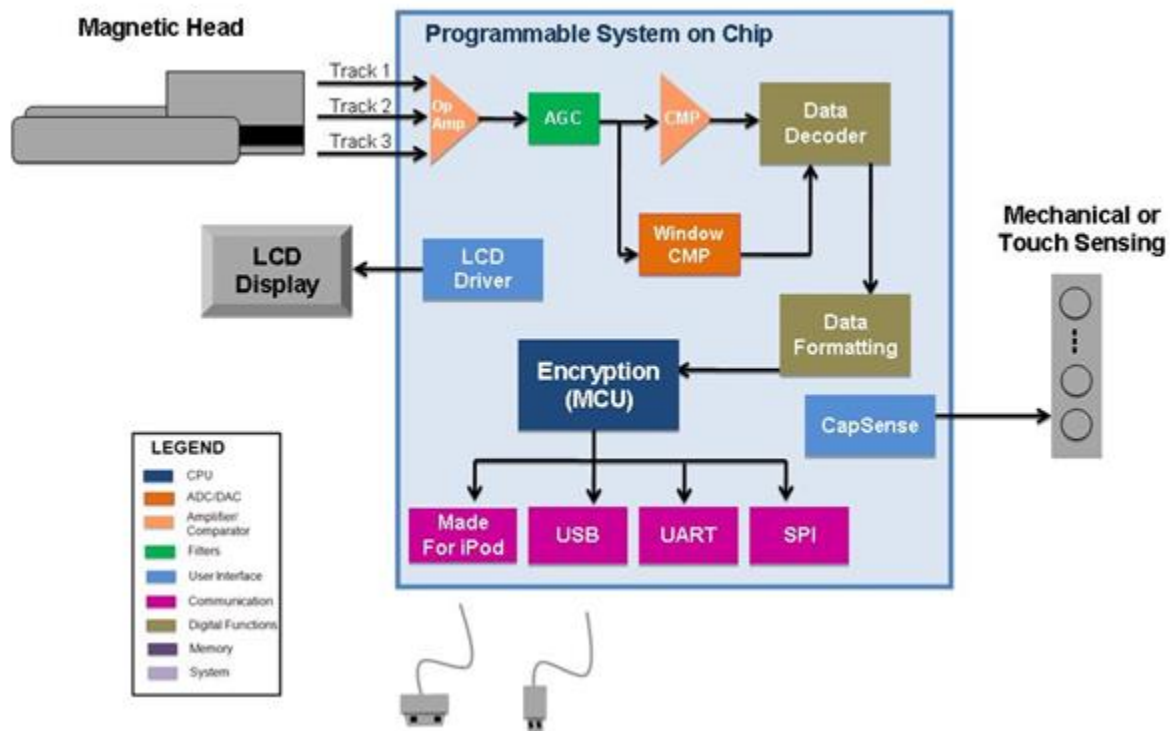 Magnetic Head
Programmable System on Chip
Track 1
Track 2
Track 3
Op
Amp
AGC
CMP
Data
Decoder
Window
CMP
LCD
Display
LCD
Driver
Mechanical or
Touch Sensing
Data
Formatting
Encryption
(MCU)
CapSense
Made
For iPod
USB
UART
SPI
LEGEND
CPU
ADC/DAC
Amplifier/
Comparator
Filters
User Interface
Communication
Digital Functions
Memory
System